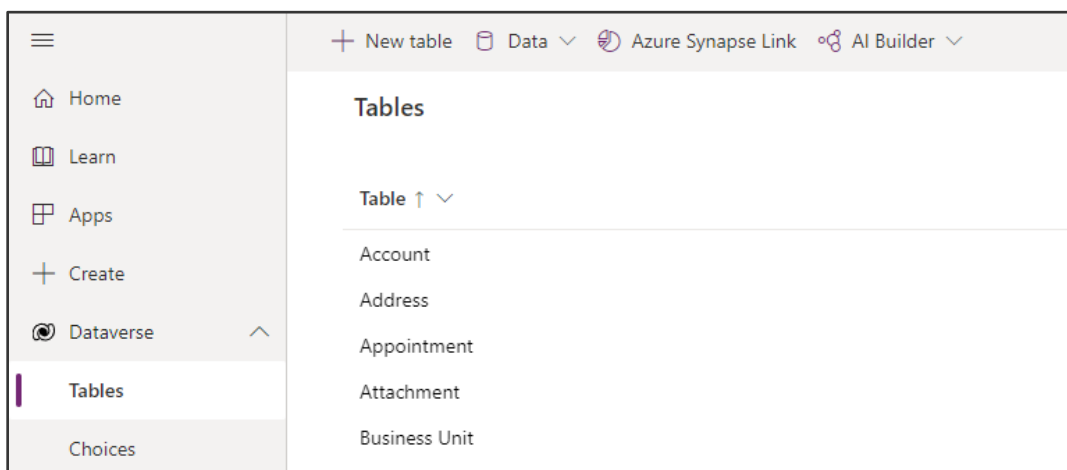 + New table Data Azure Synapse Link AI Builder
Home
Learn
Apps
Create
Dataverse
Tables
Choices
Tables
Table ↑
Account
Address
Appointment
Attachment
Business Unit